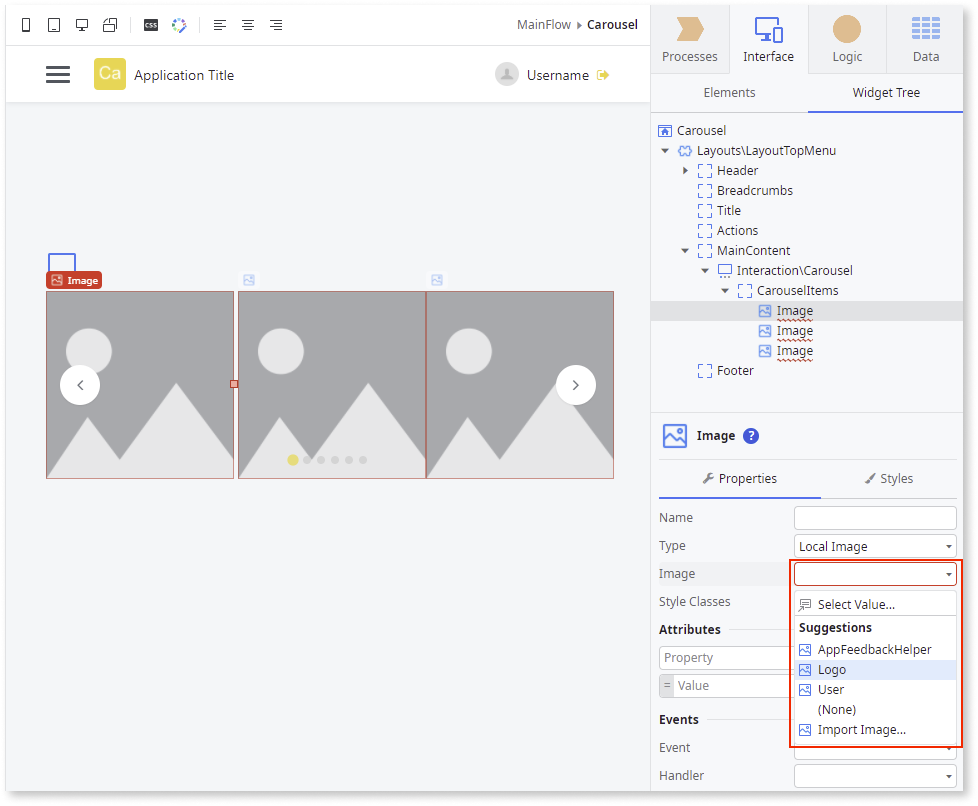 CSS
MainFlow ▸ Carousel
Ca Application Title
Username
Image
Processes
Interface
Logic
Data
Elements
Widget Tree
Carousel
Layouts\LayoutTopMenu
Header
Breadcrumbs
Title
Actions
MainContent
Interaction\Carousel
CarouselItems
Image
Image
Image
Footer
Image ?
Properties
Styles
Name
Type
Local Image
Image
Style Classes
Select Value...
Suggestions
AppFeedbackHelper
Logo
User
(None)
Import Image...
Attributes
Property
= Value
Events
Event
Handler